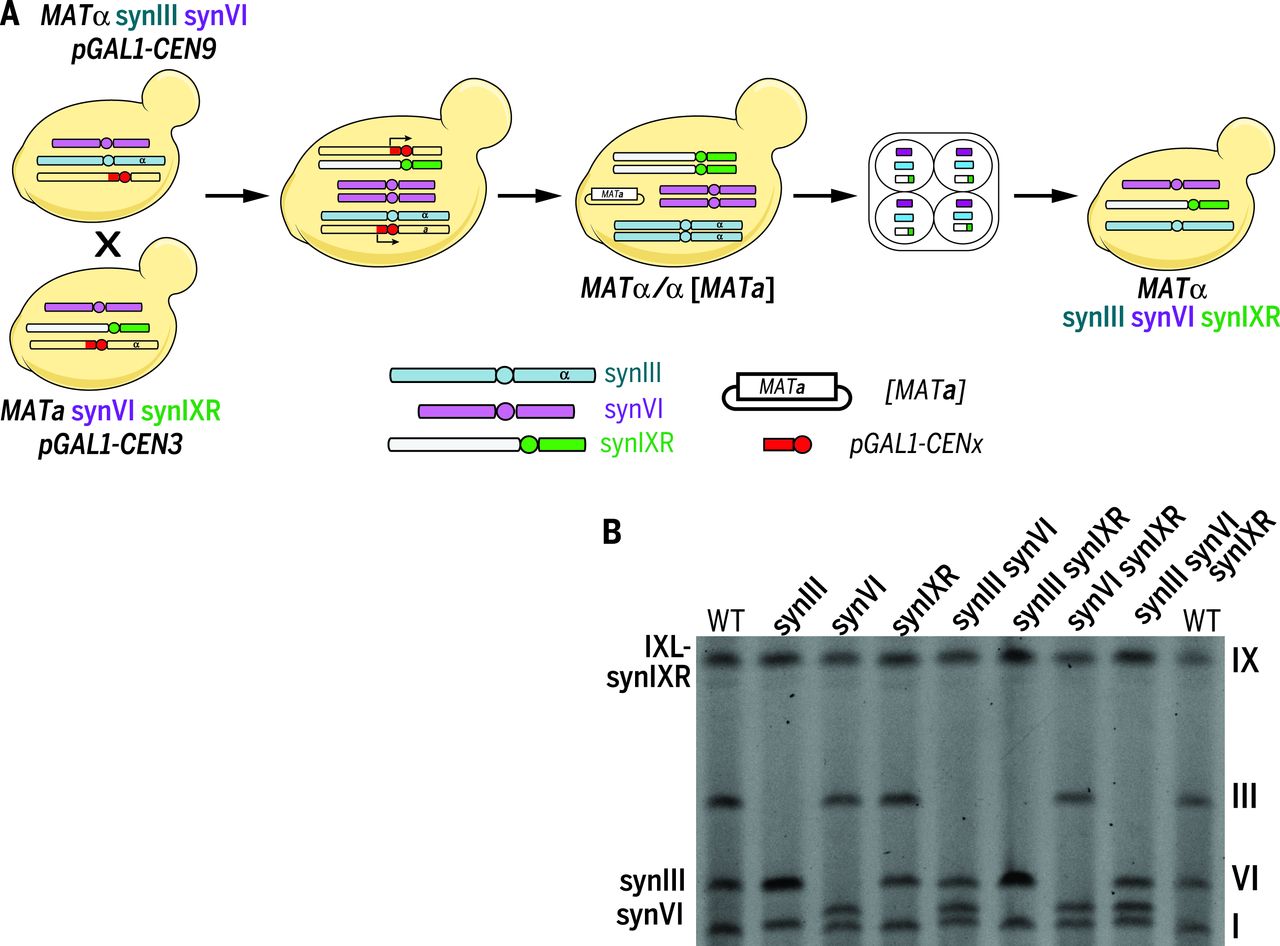 A
MATα synIII synVI
pGAL1-CEN9
α
X
α
MATa synVI synIXR
pGAL1-CEN3
α
a
MATa
α
α
MATα/α [MATa]
MATα
synIII synVI synIXR
α synIII
synVI
synIXR
MATa [MATa]
pGAL1-CENx
B
WT
synIII
synVI
synIXR
synIII synVI
synIII synIXR
synVI synIXR
synIII synVI
synIXR
WT
IXL-
synIXR
IX
III
synIII
VI
synVI
I